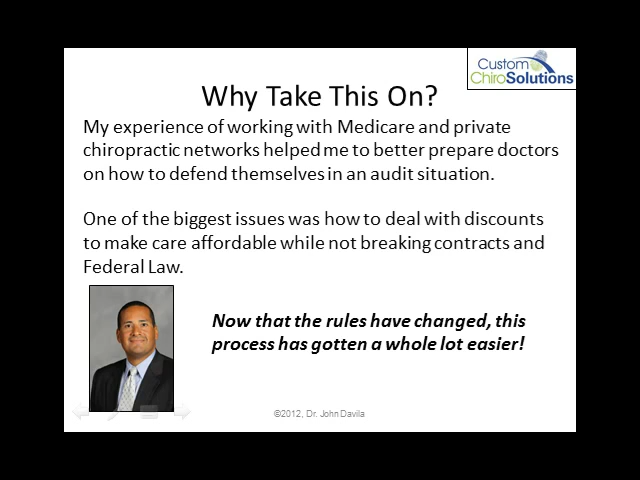 Custom
ChiroSolutions
Why Take This On?
My experience of working with Medicare and private
chiropractic networks helped me to better prepare doctors
on how to defend themselves in an audit situation.
One of the biggest issues was how to deal with discounts
to make care affordable while not breaking contracts and
Federal Law.
Now that the rules have changed, this
process has gotten a whole lot easier!
©2012, Dr. John Davila